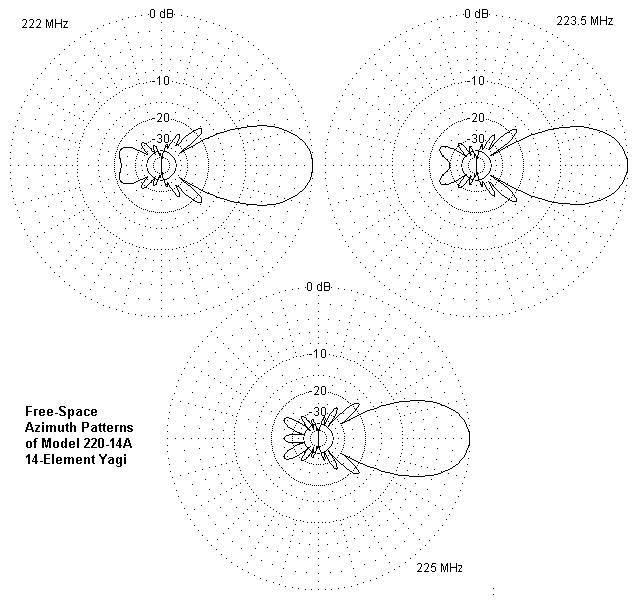 222 MHz
0 dB
-10
-20
-30
223.5 MHz
0 dB
-10
-20
-30
0 dB
-10
-20
-30
Free-Space
Azimuth Patterns
of Model 220-14A
14-Element Yagi
225 MHz